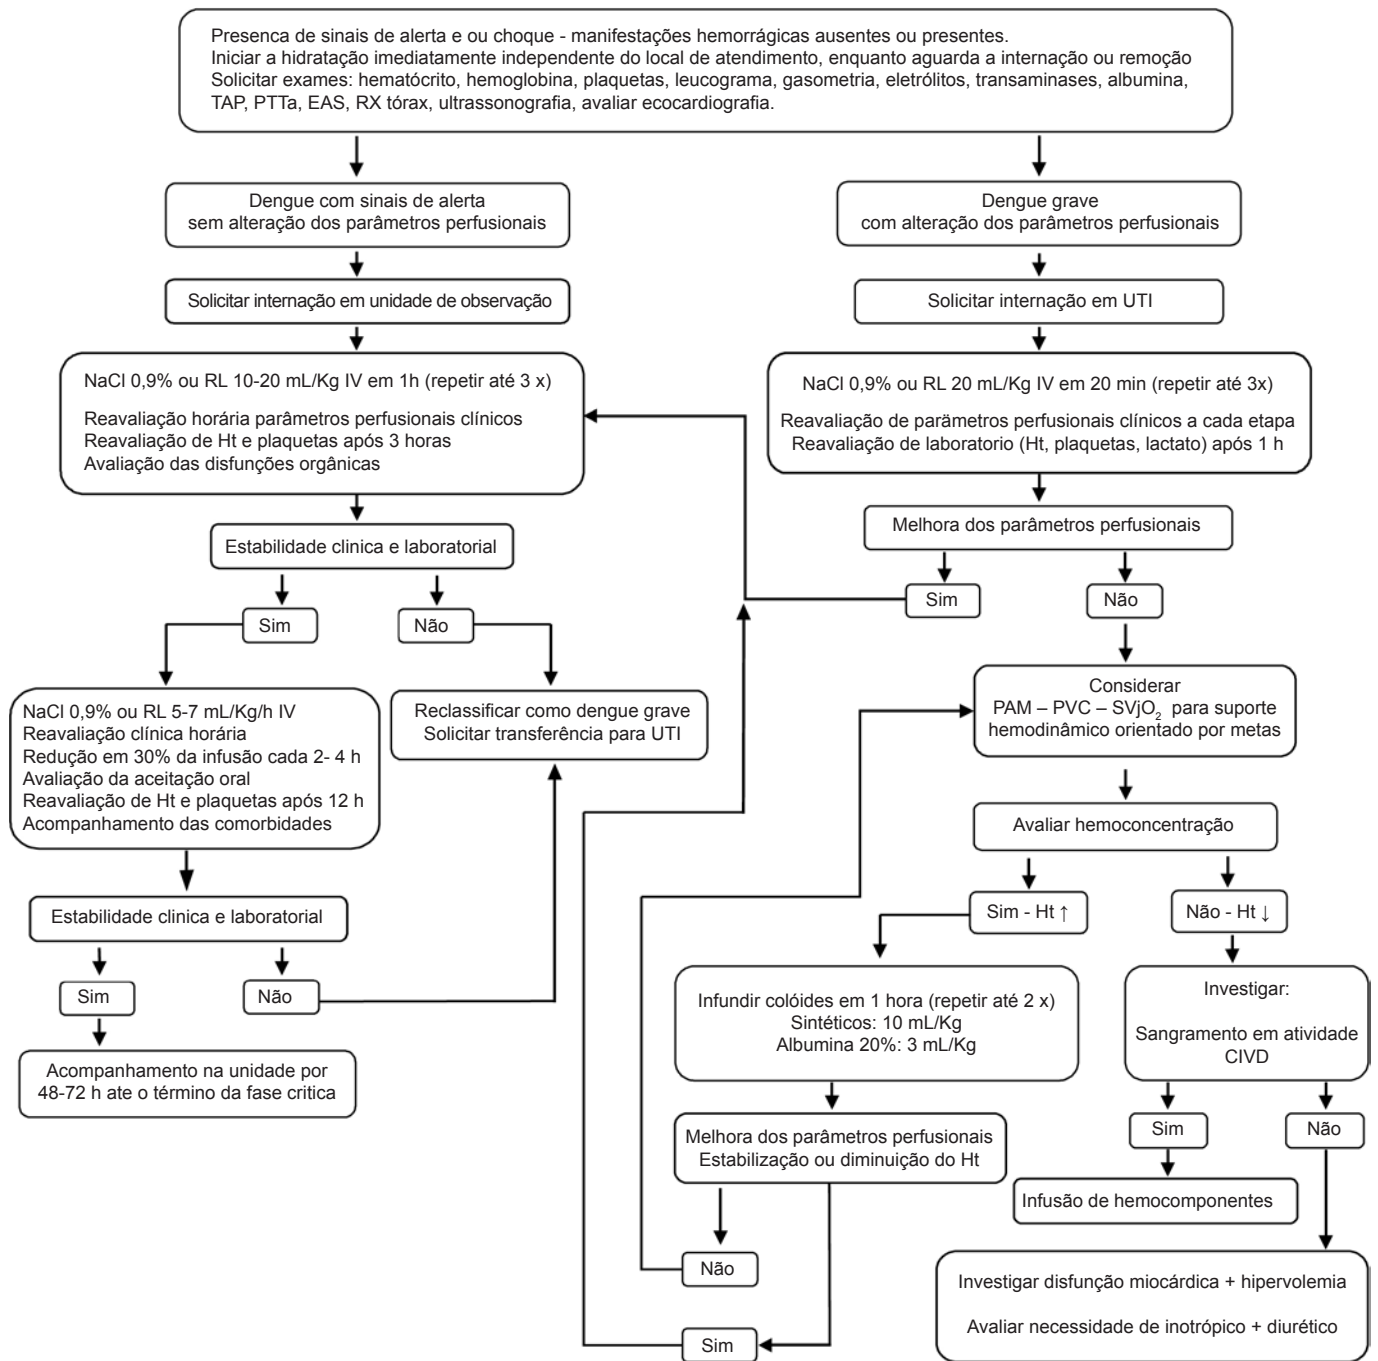 Presenca de sinais de alerta e ou choque - manifestações hemorrágicas ausentes ou presentes.
Iniciar a hidratação imediatamente independente do local de atendimento, enquanto aguarda a internação ou remoção
Solicitar exames: hematócrito, hemoglobina, plaquetas, leucograma, gasometria, eletrólitos, transaminases, albumina,
TAP, PTTa, EAS, RX tórax, ultrassonografia, avaliar ecocardiografia.
Dengue com sinais de alerta
sem alteração dos parâmetros perfusionais
Solicitar internação em unidade de observação
NaCl 0,9% ou RL 10-20 mL/Kg IV em 1h (repetir até 3 x)
Reavaliação horária parâmetros perfusionais clínicos
Reavaliação de Ht e plaquetas após 3 horas
Avaliação das disfunções orgânicas
Estabilidade clinica e laboratorial
Sim
Não
NaCl 0,9% ou RL 5-7 mL/Kg/h IV
Reavaliação clínica horária
Redução em 30% da infusão cada 2- 4 h
Avaliação da aceitação oral
Reavaliação de Ht e plaquetas após 12 h
Acompanhamento das comorbidades
Reclassificar como dengue grave
Solicitar transferência para UTI
Estabilidade clinica e laboratorial
Sim
Não
Acompanhamento na unidade por
48-72 h ate o término da fase critica
Dengue grave
com alteração dos parâmetros perfusionais
Solicitar internação em UTI
NaCl 0,9% ou RL 20 mL/Kg IV em 20 min (repetir até 3x)
Reavaliação de parämetros perfusionais clínicos a cada etapa
Reavaliação de laboratorio (Ht, plaquetas, lactato) após 1 h
Melhora dos parâmetros perfusionais
Sim
Não
Considerar
PAM – PVC – SVjO₂ para suporte
hemodinâmico orientado por metas
Avaliar hemoconcentração
Sim - Ht ↑
Não - Ht ↓
Infundir colóides em 1 hora (repetir até 2 x)
Sintéticos: 10 mL/Kg
Albumina 20%: 3 mL/Kg
Melhora dos parâmetros perfusionais
Estabilização ou diminuição do Ht
Não
Sim
Investigar:
Sangramento em atividade
CIVD
Sim
Não
Infusão de hemocomponentes
Investigar disfunção miocárdica + hipervolemia
Avaliar necessidade de inotrópico + diurético